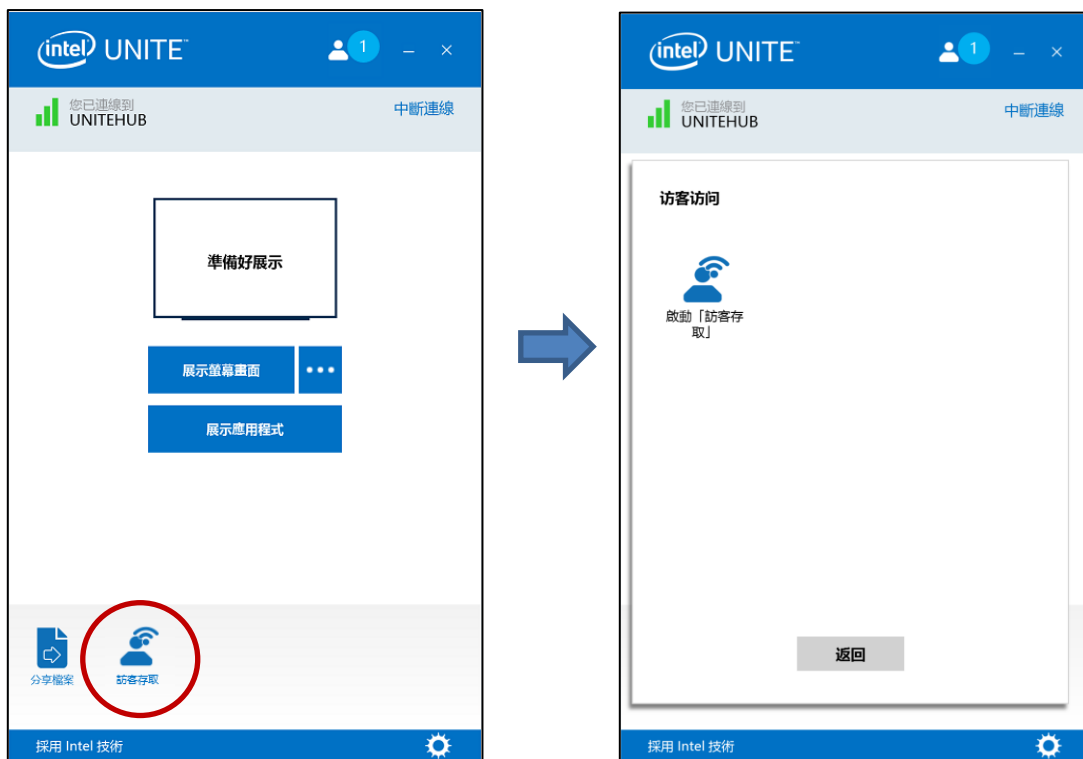 intel UNITE™
1
您已連線到
UNITEHUB
中斷連線
準備好展示
展示螢幕畫面
展示應用程式
分享檔案
訪客存取
採用 Intel 技術
intel UNITE™
1
您已連線到
UNITEHUB
中斷連線
访客访问
啟動「訪客存
取」
返回
採用 Intel 技術